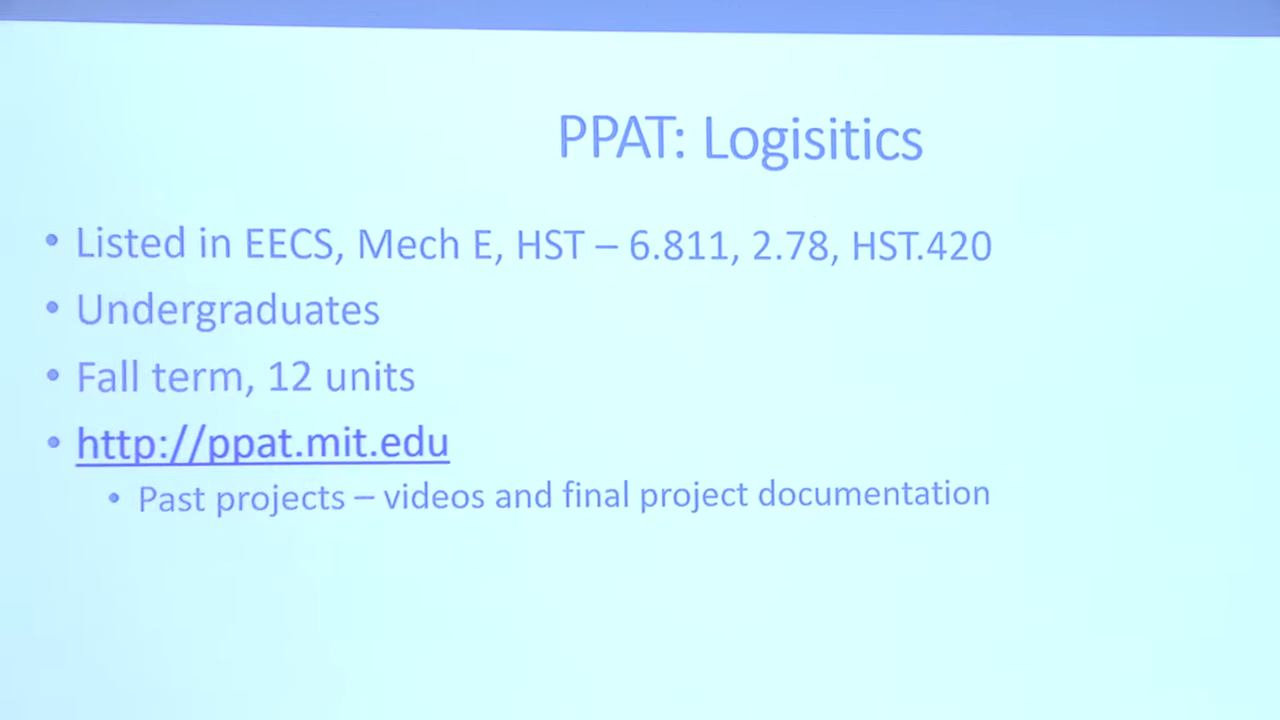 PPAT: Logisitics
• Listed in EECS, Mech E, HST – 6.811, 2.78, HST.420
• Undergraduates
• Fall term, 12 units
• http://ppat.mit.edu
• Past projects – videos and final project documentation